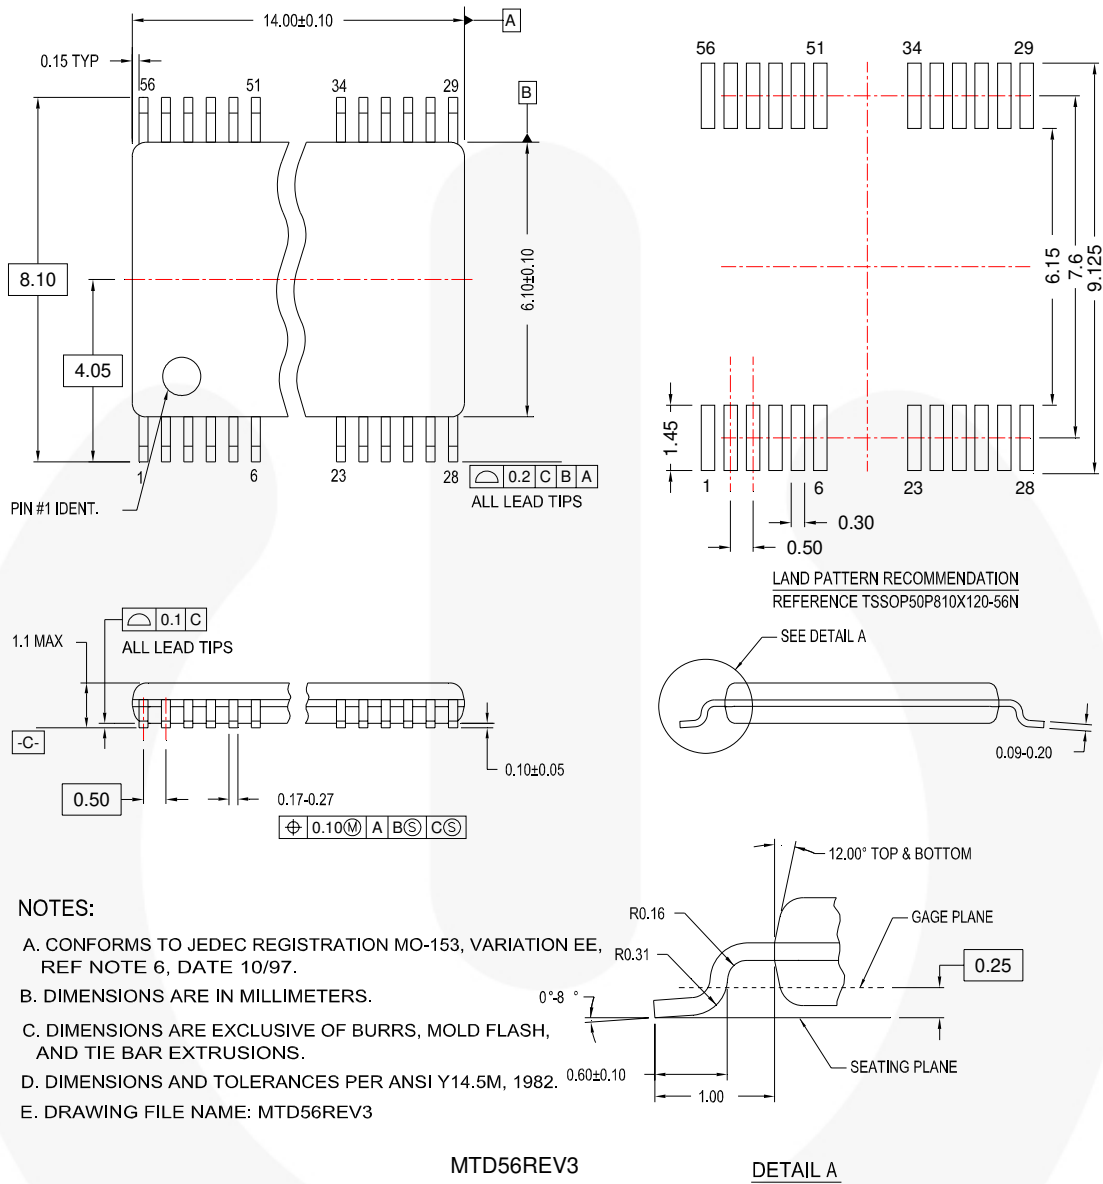 14.00±0.10
A
0.15 TYP
56
51
34
29
B
8.10
4.05
6.10±0.10
1
6
23
28
PIN #1 IDENT.
0.2 C B A
ALL LEAD TIPS
56
51
34
29
6.15
7.6
9.125
1.45
1
6
23
28
0.30
0.50
LAND PATTERN RECOMMENDATION
REFERENCE TSSOP50P810X120-56N
0.1 C
ALL LEAD TIPS
1.1 MAX
-C-
0.50
0.17-0.27
0.10±0.05
⌖ 0.10Ⓜ A BⓈ CⓈ
SEE DETAIL A
0.09-0.20
12.00° TOP & BOTTOM
R0.16
R0.31
GAGE PLANE
0.25
0°-8 °
SEATING PLANE
0.60±0.10
1.00
NOTES:
A. CONFORMS TO JEDEC REGISTRATION MO-153, VARIATION EE,
REF NOTE 6, DATE 10/97.
B. DIMENSIONS ARE IN MILLIMETERS.
C. DIMENSIONS ARE EXCLUSIVE OF BURRS, MOLD FLASH,
AND TIE BAR EXTRUSIONS.
D. DIMENSIONS AND TOLERANCES PER ANSI Y14.5M, 1982.
E. DRAWING FILE NAME: MTD56REV3
MTD56REV3
DETAIL A